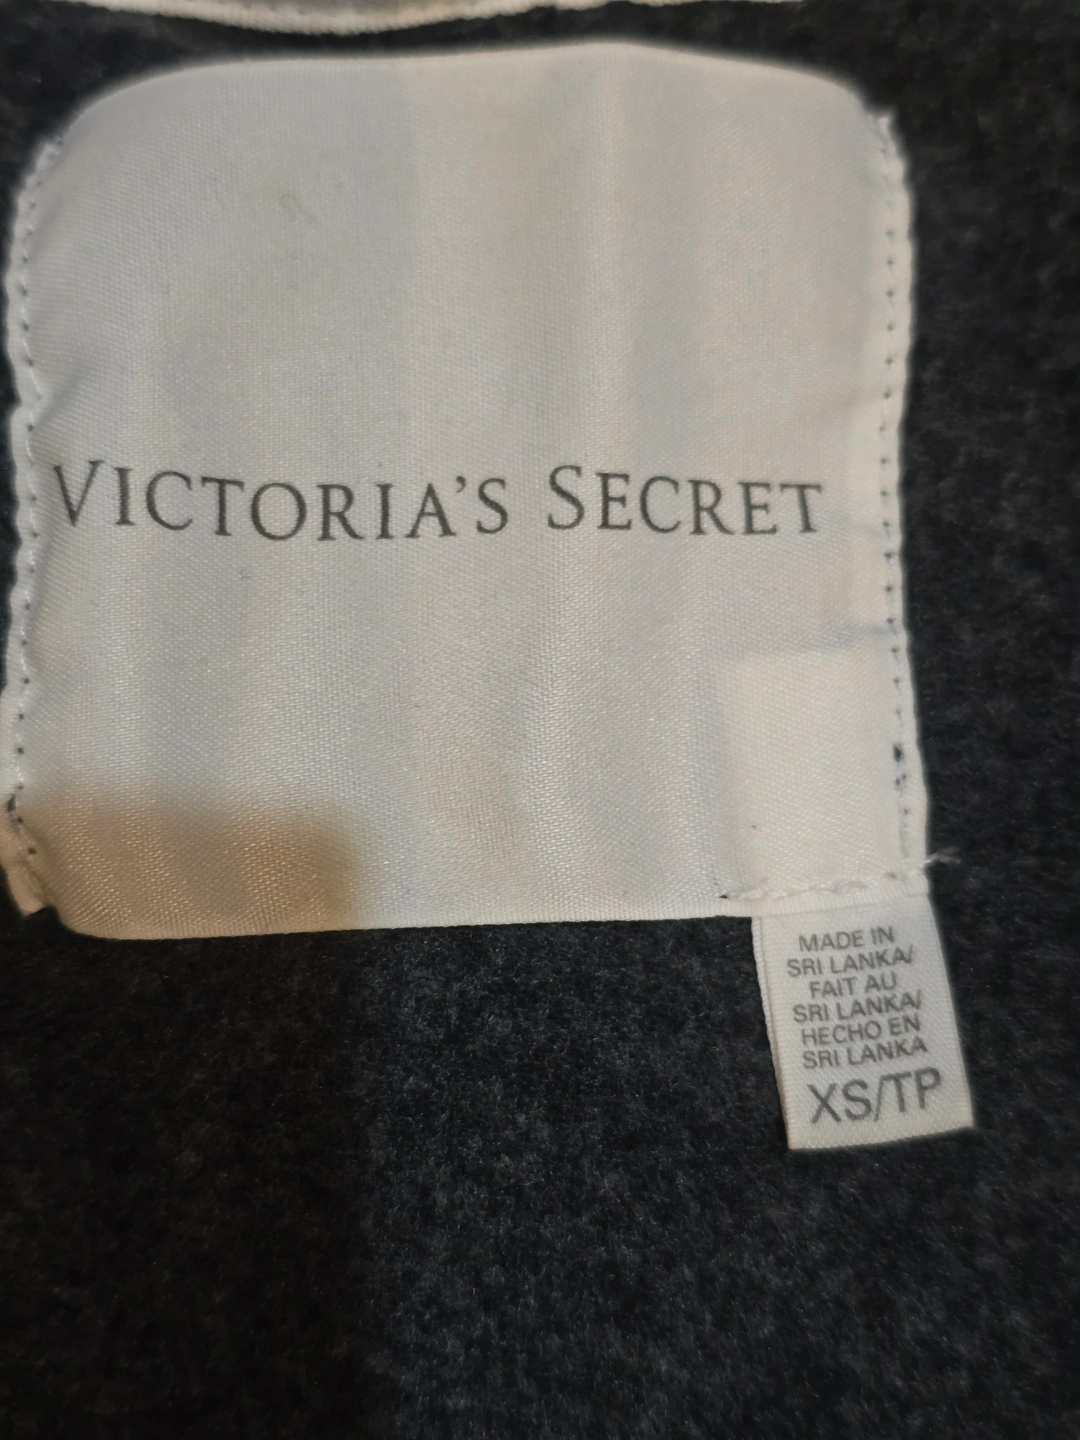 VICTORIA'S SECRET
MADE IN
SRI LANKA/
FAIT AU
SRI LANKA/
HECHO EN
SRI LANKA
XS/TP